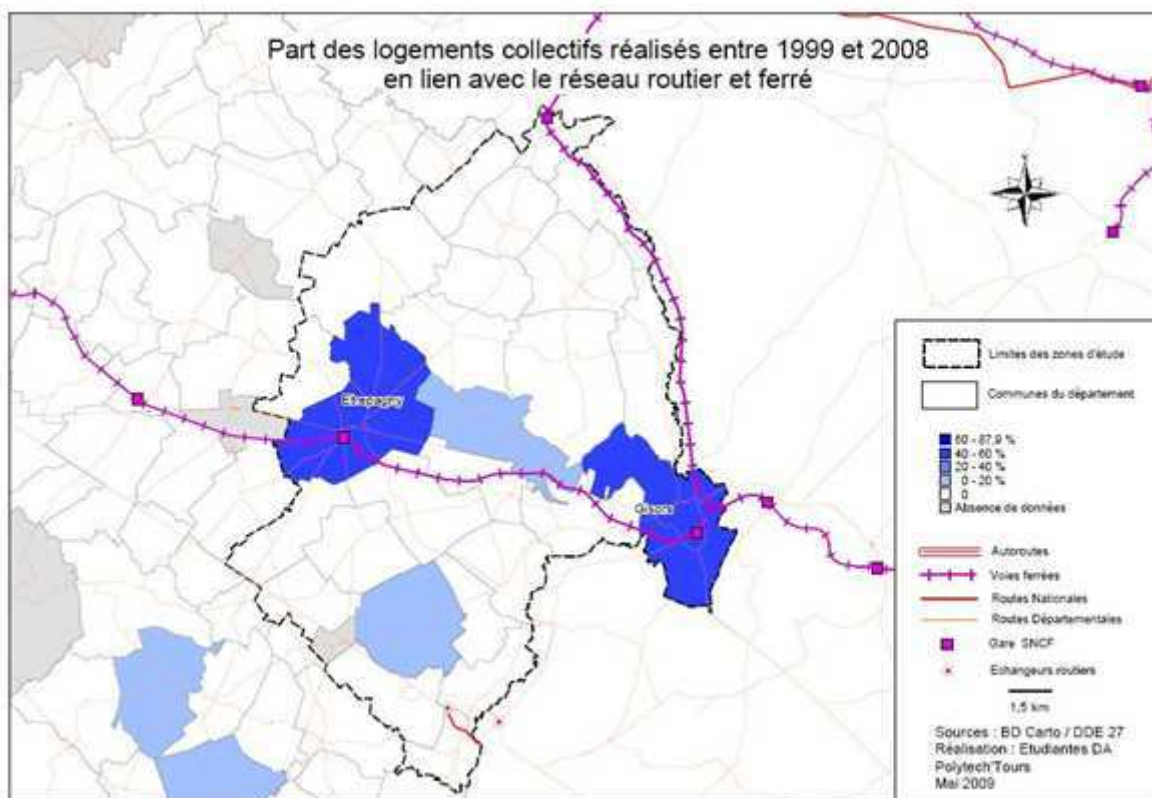 Part des logements collectifs réalisés entre 1999 et 2008
en lien avec le réseau routier et ferré
Etrepagny
Gisors
Limites des zones d'étude
Communes du département
60 - 87,9 %
40 - 60 %
20 - 40 %
0 - 20 %
0
Absence de données
Autoroutes
Voies ferrées
Routes Nationales
Routes Départementales
Gare SNCF
Echangeurs routiers
1,5 km
Sources : BD Carto / DDE 27
Réalisation : Etudiantes DA
Polytech'Tours
Mai 2009